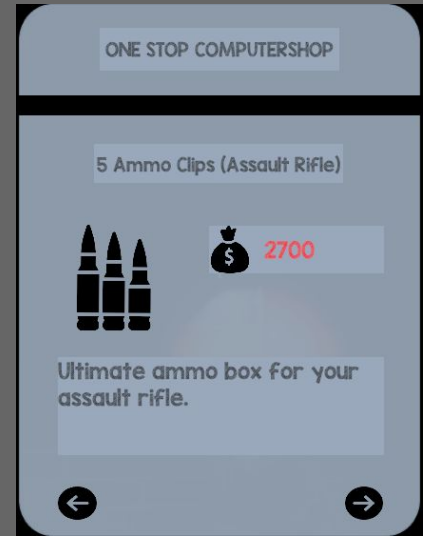 ONE STOP COMPUTERSHOP
5 Ammo Clips (Assault Rifle)
$ 2700
Ultimate ammo box for your
assault rifle.